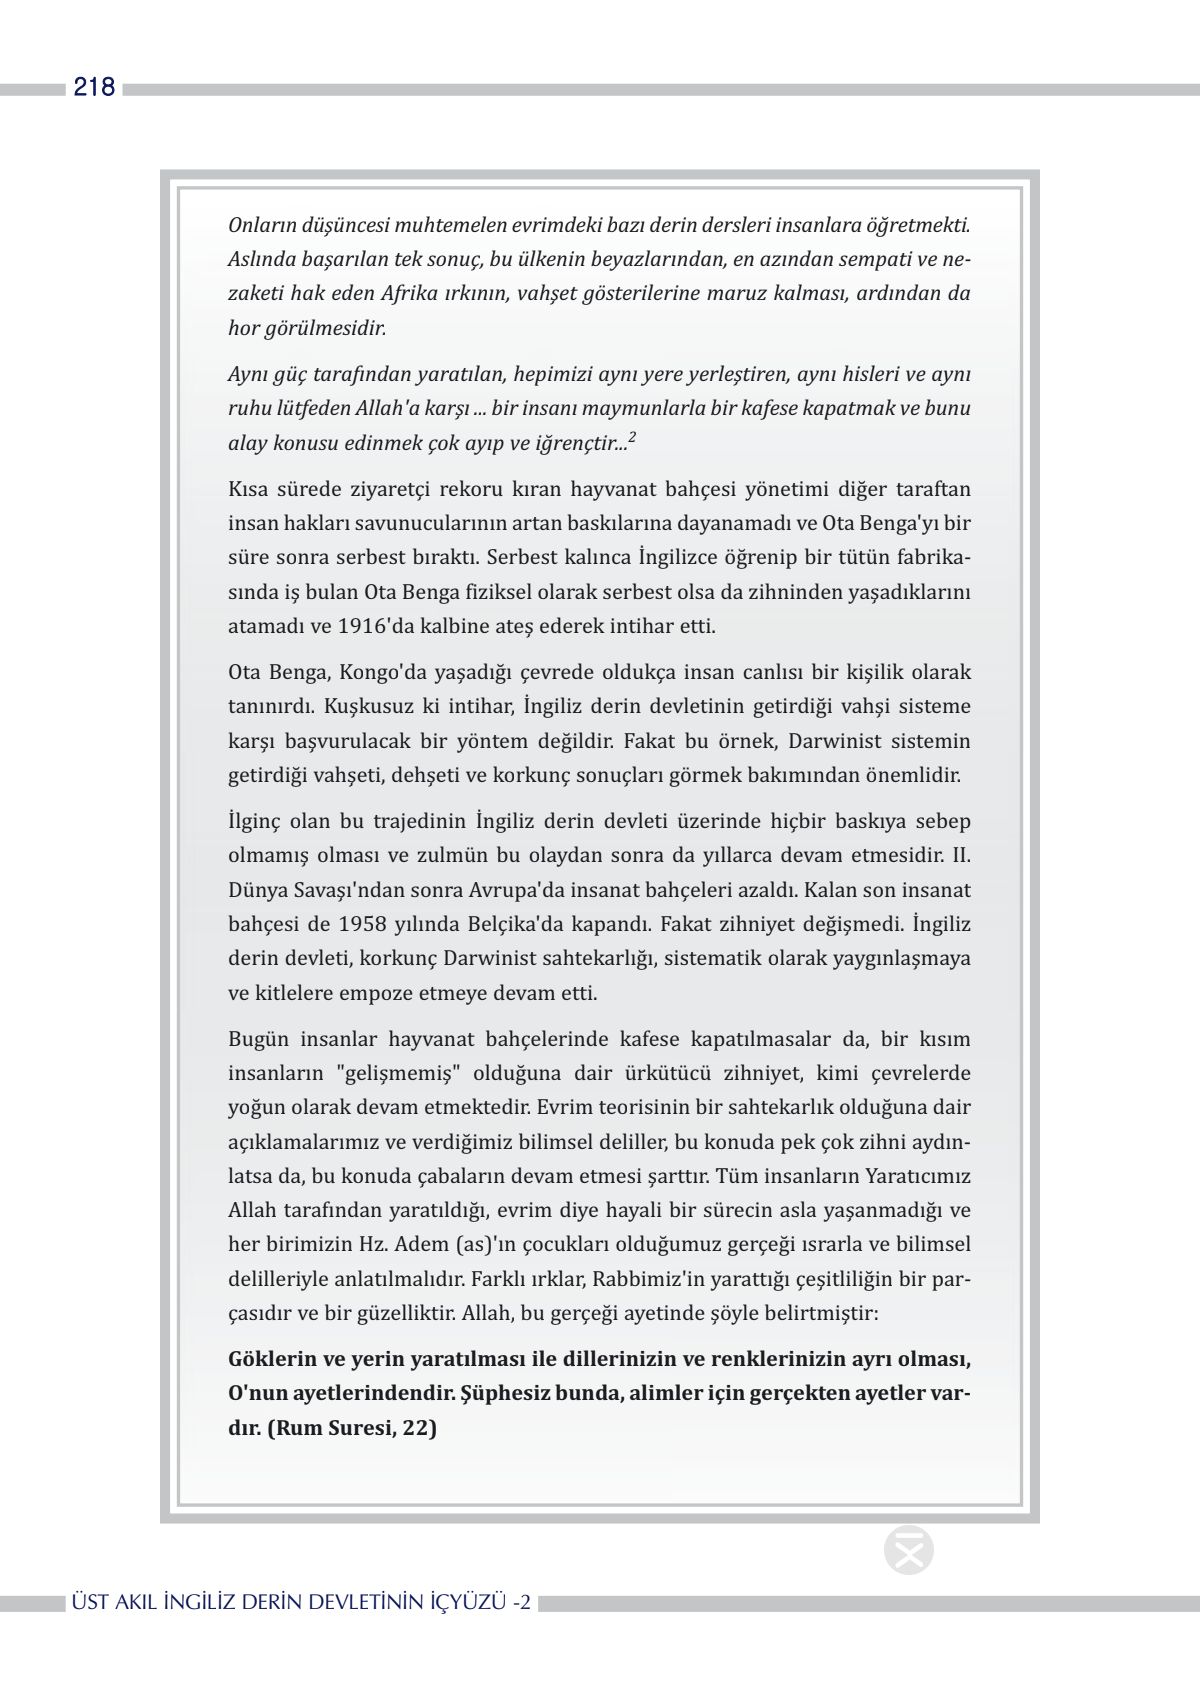 218
Onların düşüncesi muhtemelen evrimdeki bazı derin dersleri insanlara öğretmekti.
Aslında başarılan tek sonuç, bu ülkenin beyazlarından, en azından sempati ve ne-
zaketi hak eden Afrika ırkının, vahşet gösterilerine maruz kalması, ardından da
hor görülmesidir.
Aynı güç tarafından yaratılan, hepimizi aynı yere yerleştiren, aynı hisleri ve aynı
ruhu lütfeden Allah'a karşı ... bir insanı maymunlarla bir kafese kapatmak ve bunu
alay konusu edinmek çok ayıp ve iğrençtir...2
Kısa sürede ziyaretçi rekoru kıran hayvanat bahçesi yönetimi diğer taraftan
insan hakları savunucularının artan baskılarına dayanamadı ve Ota Benga'yı bir
süre sonra serbest bıraktı. Serbest kalınca İngilizce öğrenip bir tütün fabrika-
sında iş bulan Ota Benga fiziksel olarak serbest olsa da zihninden yaşadıklarını
atamadı ve 1916'da kalbine ateş ederek intihar etti.
Ota Benga, Kongo'da yaşadığı çevrede oldukça insan canlısı bir kişilik olarak
tanınırdı. Kuşkusuz ki intihar, İngiliz derin devletinin getirdiği vahşi sisteme
karşı başvurulacak bir yöntem değildir. Fakat bu örnek, Darwinist sistemin
getirdiği vahşeti, dehşeti ve korkunç sonuçları görmek bakımından önemlidir.
İlginç olan bu trajedinin İngiliz derin devleti üzerinde hiçbir baskıya sebep
olmamış olması ve zulmün bu olaydan sonra da yıllarca devam etmesidir. II.
Dünya Savaşı'ndan sonra Avrupa'da insanat bahçeleri azaldı. Kalan son insanat
bahçesi de 1958 yılında Belçika'da kapandı. Fakat zihniyet değişmedi. İngiliz
derin devleti, korkunç Darwinist sahtekarlığı, sistematik olarak yaygınlaşmaya
ve kitlelere empoze etmeye devam etti.
Bugün insanlar hayvanat bahçelerinde kafese kapatılmasalar da, bir kısım
insanların "gelişmemiş" olduğuna dair ürkütücü zihniyet, kimi çevrelerde
yoğun olarak devam etmektedir. Evrim teorisinin bir sahtekarlık olduğuna dair
açıklamalarımız ve verdiğimiz bilimsel deliller, bu konuda pek çok zihni aydın-
latsa da, bu konuda çabaların devam etmesi şarttır. Tüm insanların Yaratıcımız
Allah tarafından yaratıldığı, evrim diye hayali bir sürecin asla yaşanmadığı ve
her birimizin Hz. Adem (as)'ın çocukları olduğumuz gerçeği ısrarla ve bilimsel
delilleriyle anlatılmalıdır. Farklı ırklar, Rabbimiz'in yarattığı çeşitliliğin bir par-
çasıdır ve bir güzelliktir. Allah, bu gerçeği ayetinde şöyle belirtmiştir:
Göklerin ve yerin yaratılması ile dillerinizin ve renklerinizin ayrı olması,
O'nun ayetlerindendir. Şüphesiz bunda, alimler için gerçekten ayetler var-
dır. (Rum Suresi, 22)
ÜST AKIL İNGİLİZ DERİN DEVLETİNİN İÇYÜZÜ -2